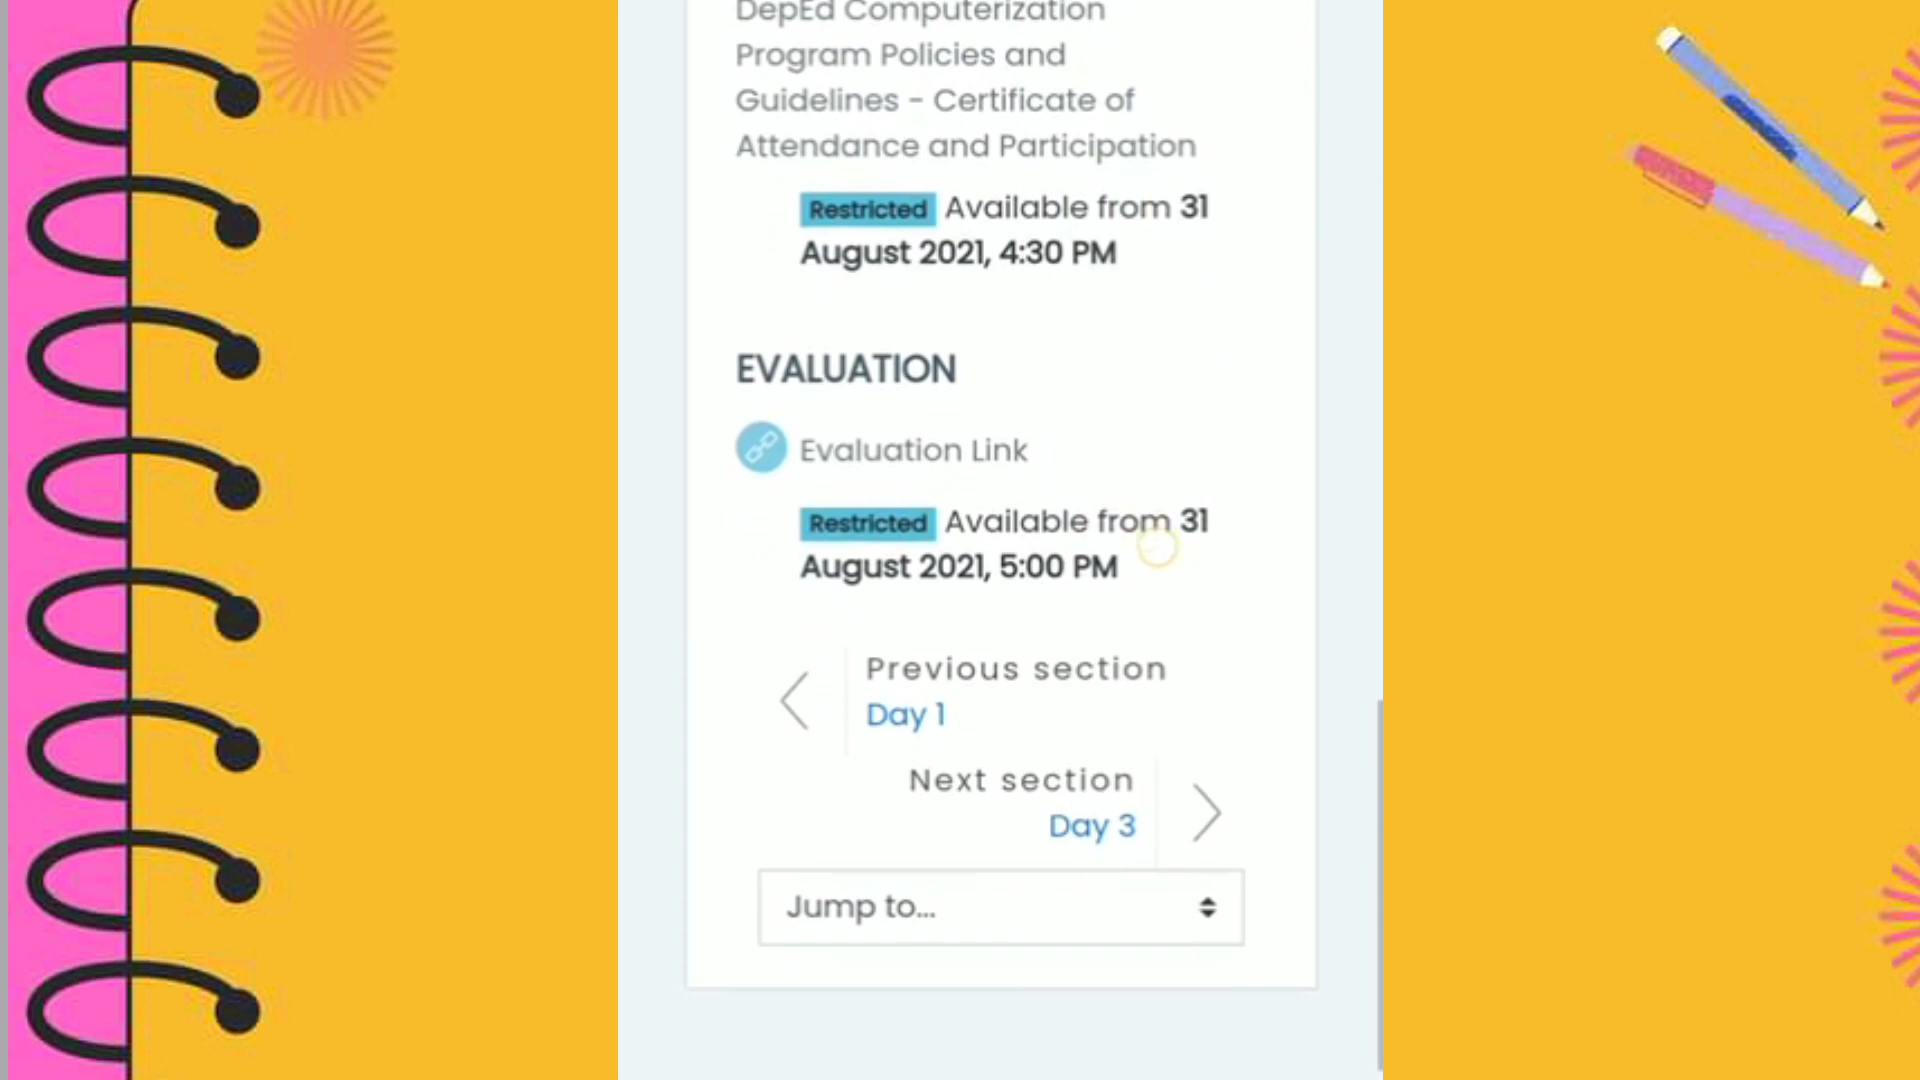 DepEd Computerization
Program Policies and
Guidelines - Certificate of
Attendance and Participation
Restricted Available from 31
August 2021, 4:30 PM
EVALUATION
Evaluation Link
Restricted Available from 31
August 2021, 5:00 PM
Previous section
Day 1
Next section
Day 3
Jump to...